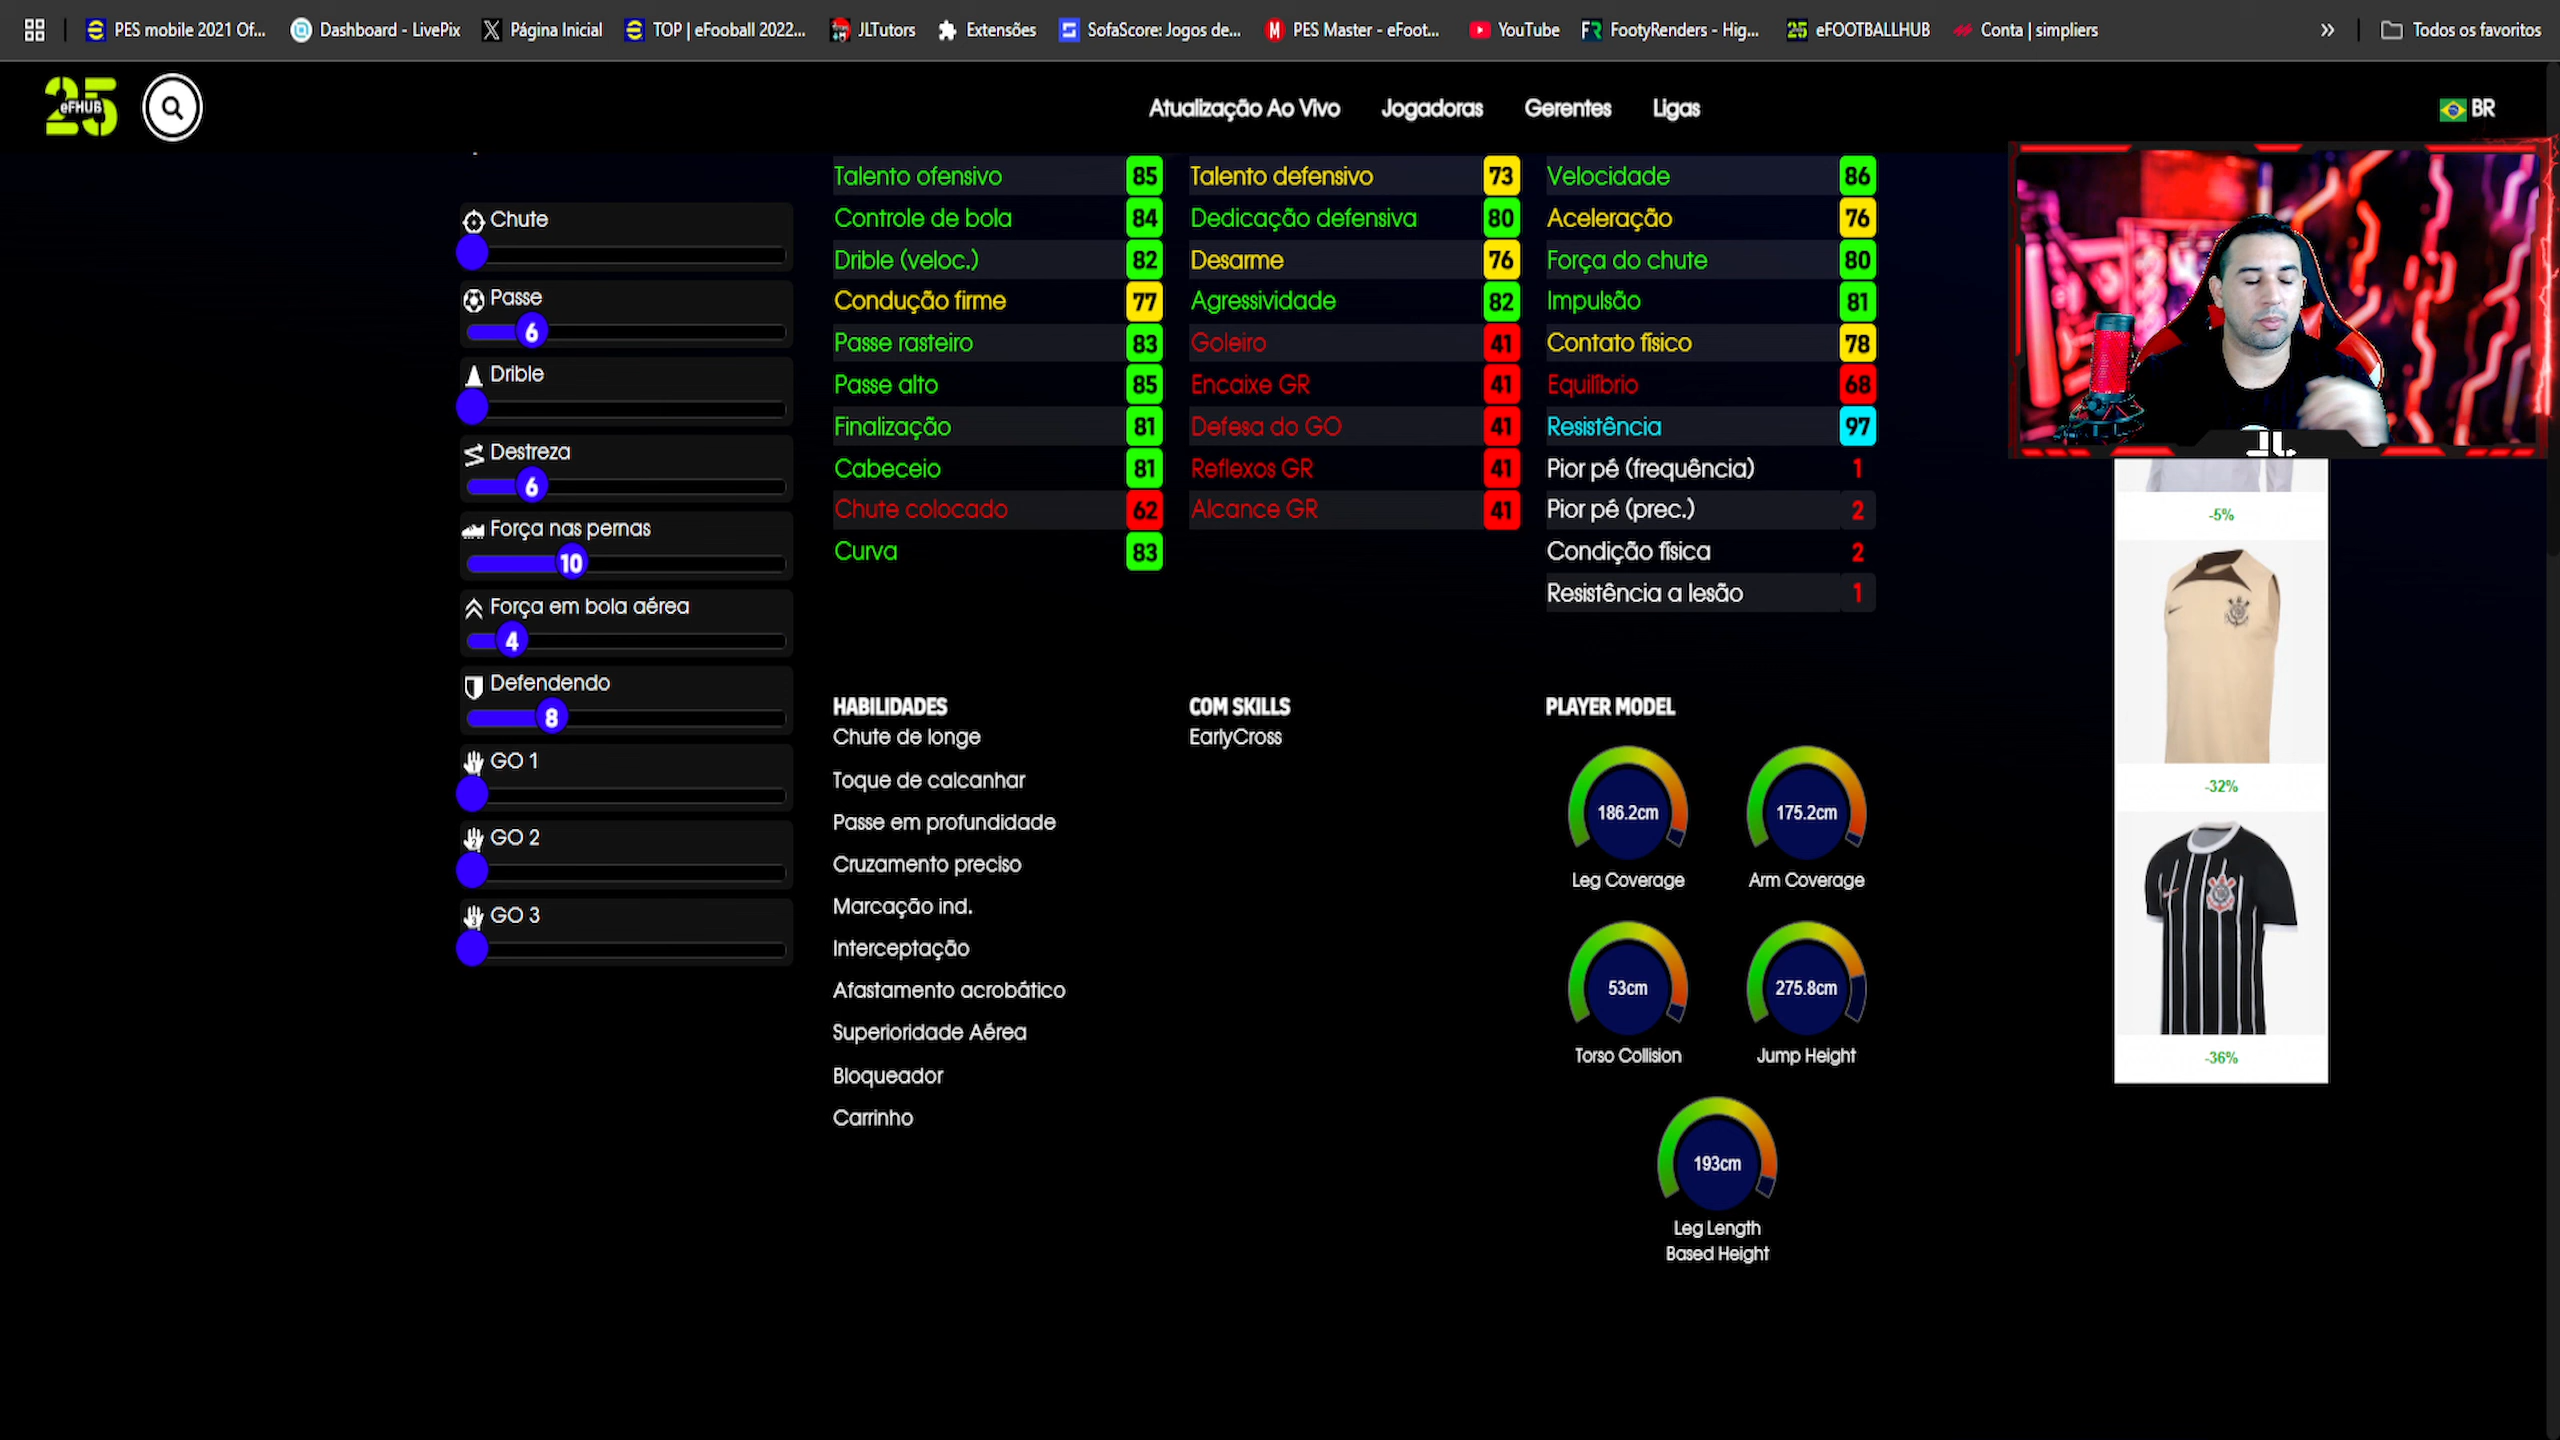 PES mobile 2021 Of...
Dashboard - LivePix
Página Inicial
TOP | eFooball 2022...
JLTutors
Extensões
SofaScore: Jogos de...
PES Master - eFoot...
YouTube
FootyRenders - Hig...
eFOOTBALLHUB
Conta | simpliers
»
Todos os favoritos
25
eFHUB
Atualização Ao Vivo
Jogadoras
Gerentes
Ligas
BR
Chute
Passe
6
Drible
Destreza
6
Força nas pernas
10
Força em bola aérea
4
Defendendo
8
GO 1
GO 2
GO 3
Talento ofensivo 85
Controle de bola 84
Drible (veloc.) 82
Condução firme 77
Passe rasteiro 83
Passe alto 85
Finalização 81
Cabeceio 81
Chute colocado 62
Curva 83
Talento defensivo 73
Dedicação defensiva 80
Desarme 76
Agressividade 82
Goleiro 41
Encaixe GR 41
Defesa do GO 41
Reflexos GR 41
Alcance GR 41
Velocidade 86
Aceleração 76
Força do chute 80
Impulsão 81
Contato físico 78
Equilíbrio 68
Resistência 97
Pior pé (frequência) 1
Pior pé (prec.) 2
Condição física 2
Resistência a lesão 1
HABILIDADES
Chute de longe
Toque de calcanhar
Passe em profundidade
Cruzamento preciso
Marcação ind.
Interceptação
Afastamento acrobático
Superioridade Aérea
Bloqueador
Carrinho
COM SKILLS
EarlyCross
PLAYER MODEL
186.2cm
Leg Coverage
175.2cm
Arm Coverage
53cm
Torso Collision
275.8cm
Jump Height
193cm
Leg Length
Based Height
JL
-5%
-32%
-36%